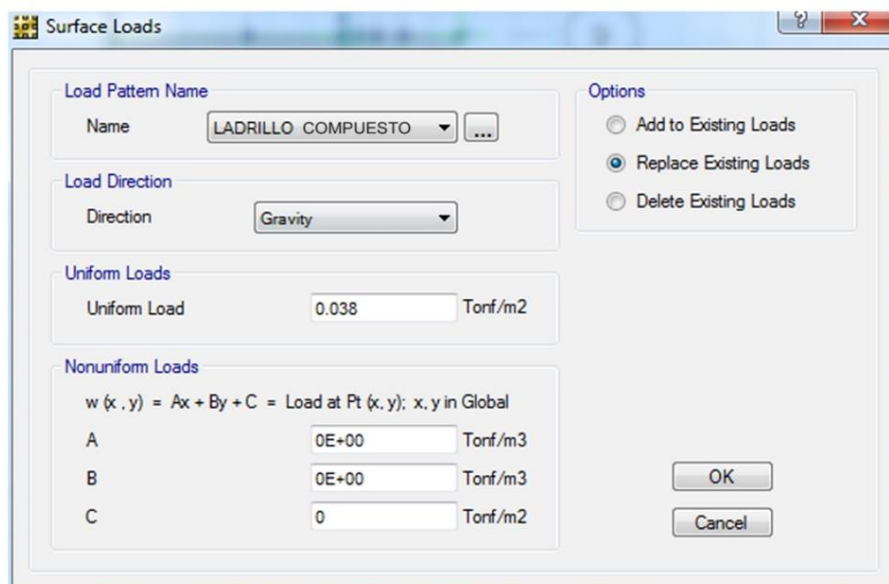 Surface Loads
?
X
Load Pattern Name
Name LADRILLO COMPUESTO ...
Load Direction
Direction Gravity
Uniform Loads
Uniform Load 0.038 Tonf/m2
Nonuniform Loads
w (x , y) = Ax + By + C = Load at Pt (x, y); x, y in Global
A 0E+00 Tonf/m3
B 0E+00 Tonf/m3
C 0 Tonf/m2
Options
Add to Existing Loads
Replace Existing Loads
Delete Existing Loads
OK
Cancel